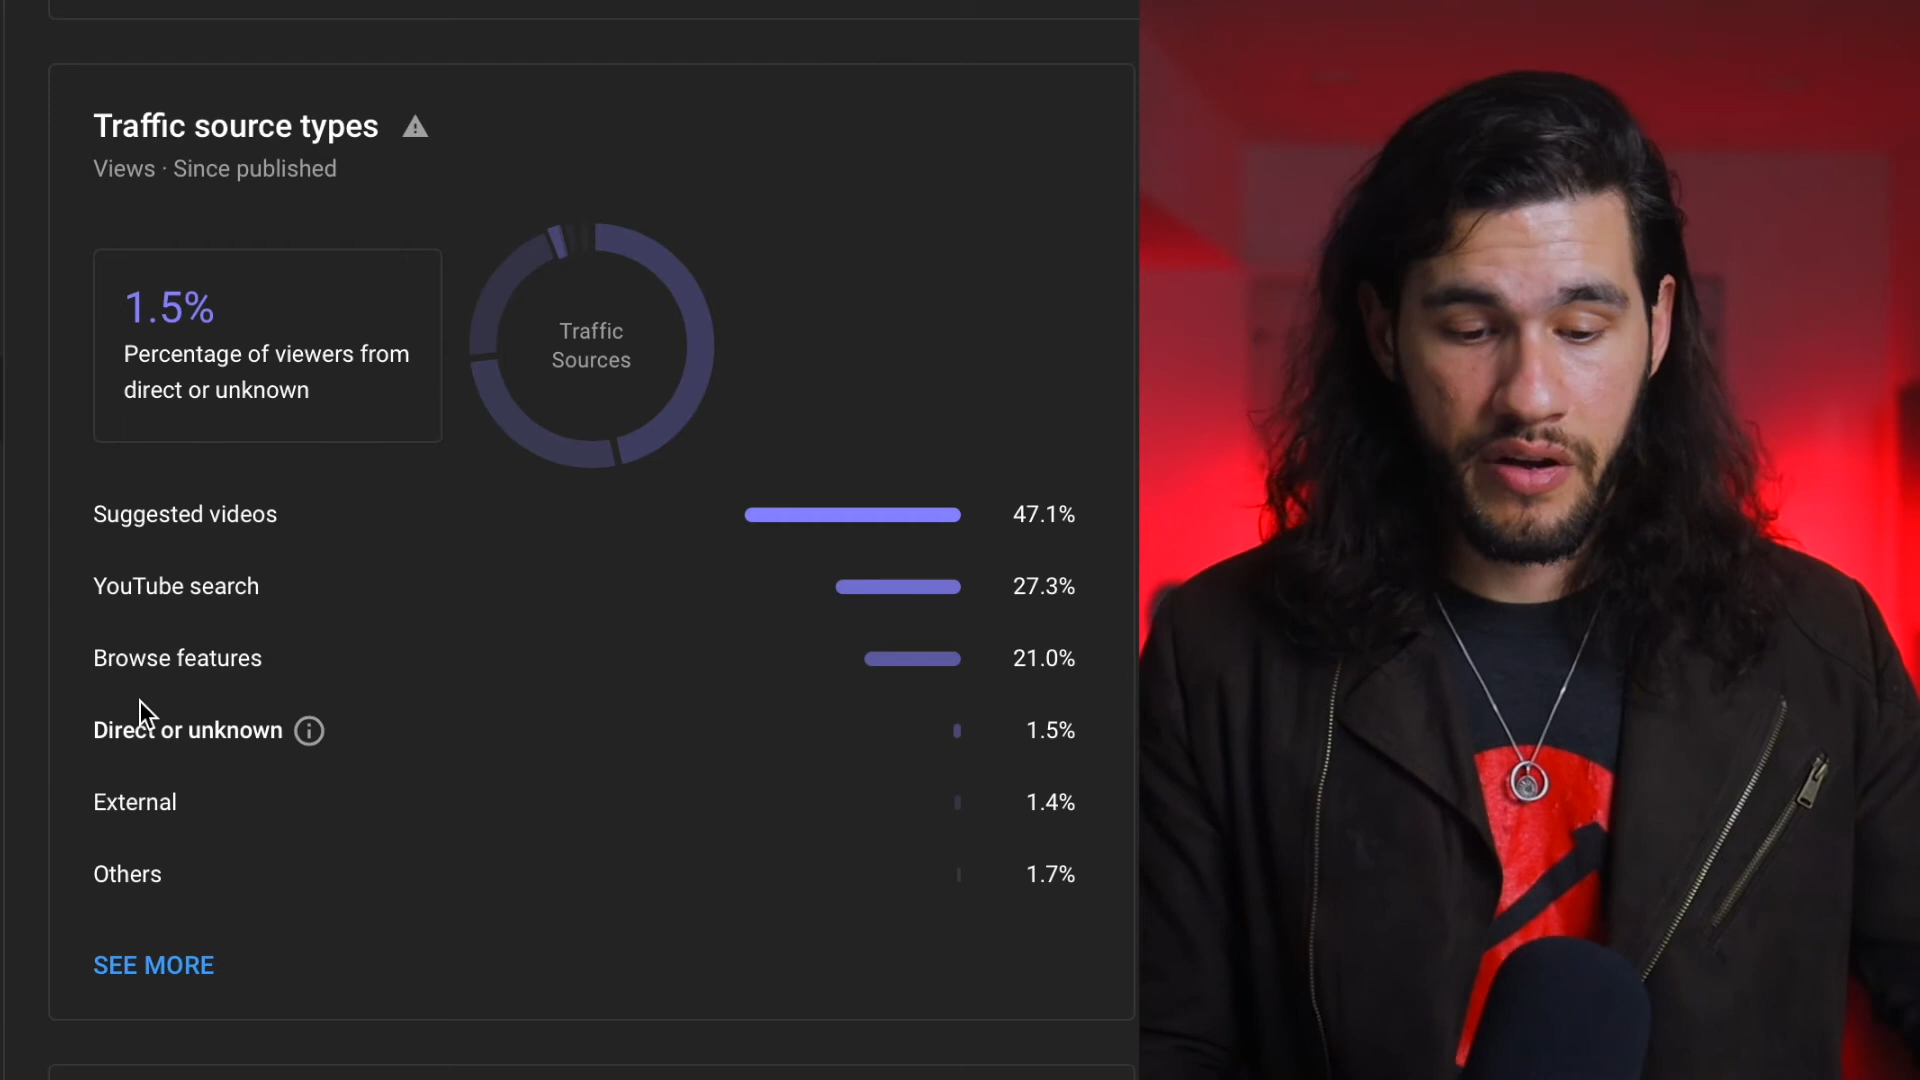 Traffic source types
Views · Since published
1.5%
Percentage of viewers from
direct or unknown
Traffic
Sources
Suggested videos 47.1%
YouTube search 27.3%
Browse features 21.0%
Direct or unknown 1.5%
External 1.4%
Others 1.7%
SEE MORE